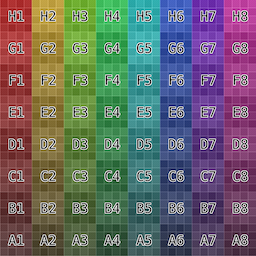 H1 H2 H3 H4 H5 H6 H7 H8
G1 G2 G3 G4 G5 G6 G7 G8
F1 F2 F3 F4 F5 F6 F7 F8
E1 E2 E3 E4 E5 E6 E7 E8
D1 D2 D3 D4 D5 D6 D7 D8
C1 C2 C3 C4 C5 C6 C7 C8
B1 B2 B3 B4 B5 B6 B7 B8
A1 A2 A3 A4 A5 A6 A7 A8